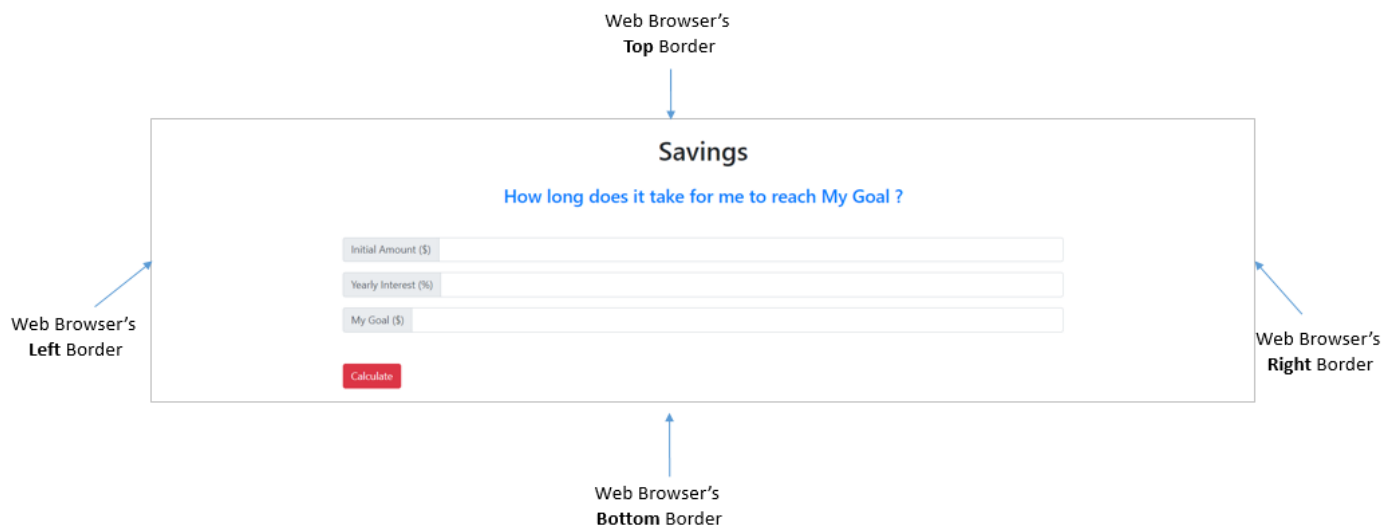 Web Browser's
Top Border
Savings
How long does it take for me to reach My Goal ?
Initial Amount ($)
Yearly Interest (%)
My Goal ($)
Calculate
Web Browser's
Left Border
Web Browser's
Right Border
Web Browser's
Bottom Border